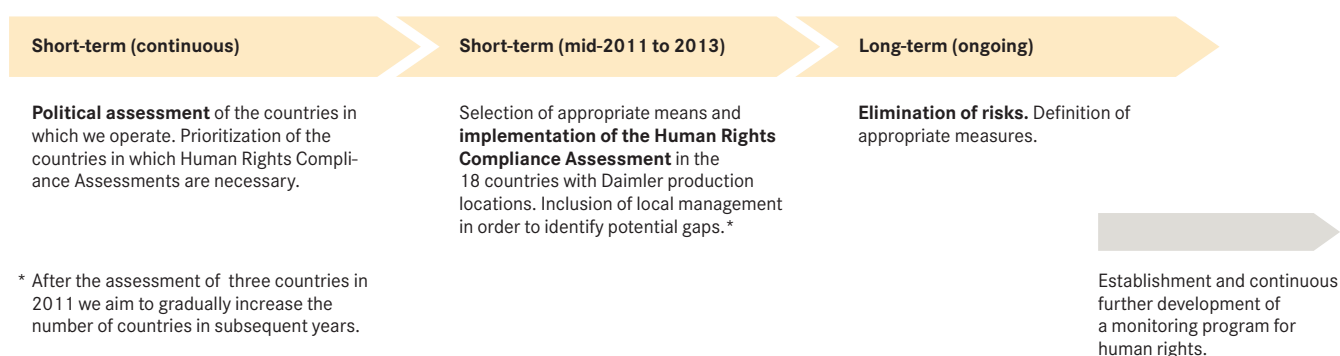 Short-term (continuous)
Political assessment of the countries in
which we operate. Prioritization of the
countries in which Human Rights Compli-
ance Assessments are necessary.
Short-term (mid-2011 to 2013)
Selection of appropriate means and
implementation of the Human Rights
Compliance Assessment in the
18 countries with Daimler production
locations. Inclusion of local management
in order to identify potential gaps.*
Long-term (ongoing)
Elimination of risks. Definition of
appropriate measures.
* After the assessment of three countries in
2011 we aim to gradually increase the
number of countries in subsequent years.
Establishment and continuous
further development of
a monitoring program for
human rights.